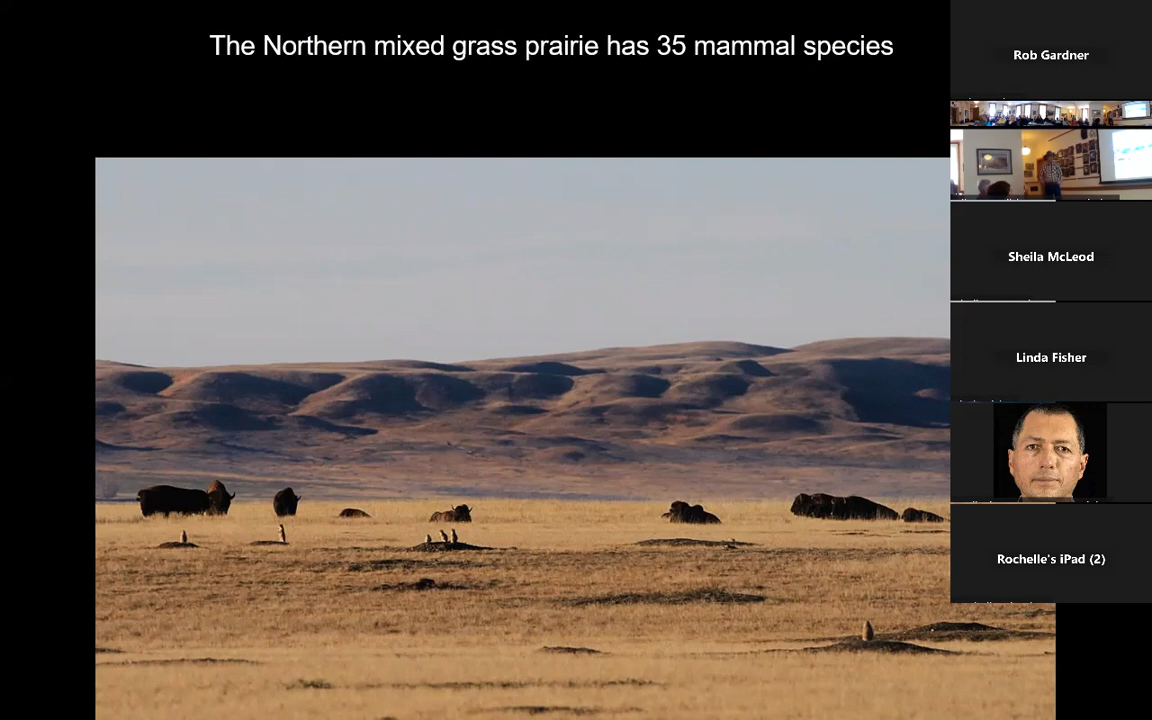 The Northern mixed grass prairie has 35 mammal species
Rob Gardner
Sheila McLeod
Linda Fisher
Rochelle's iPad (2)